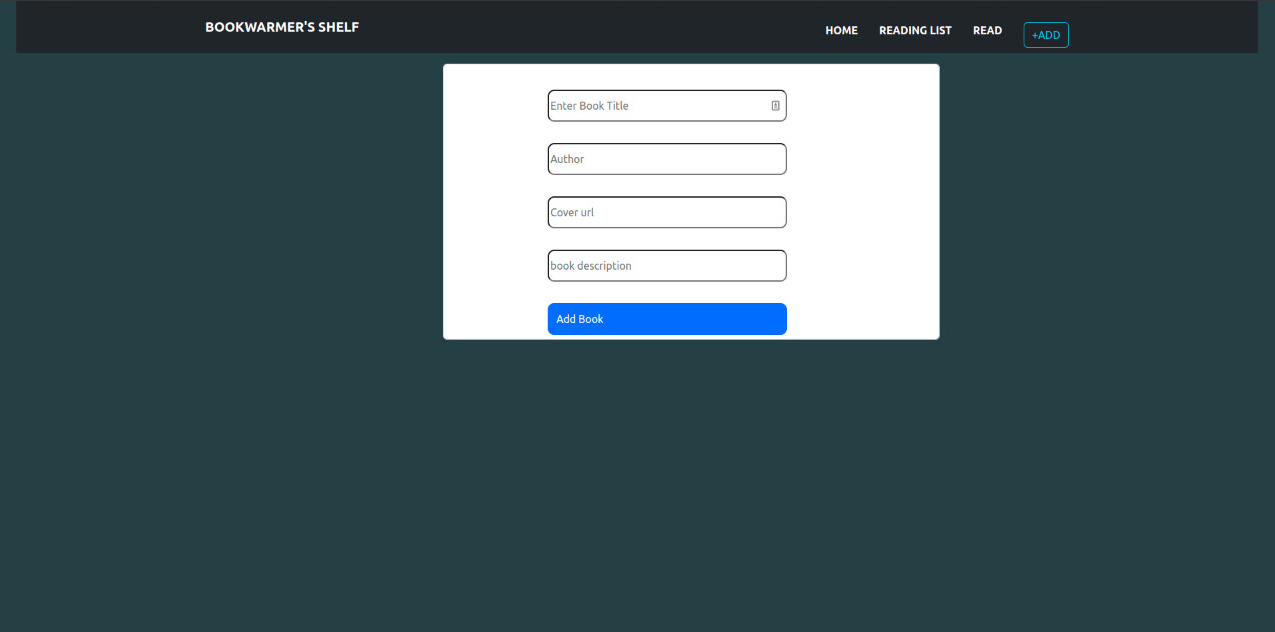 BOOKWARMER'S SHELF
HOME READING LIST READ +ADD
Enter Book Title
Author
Cover url
book description
Add Book